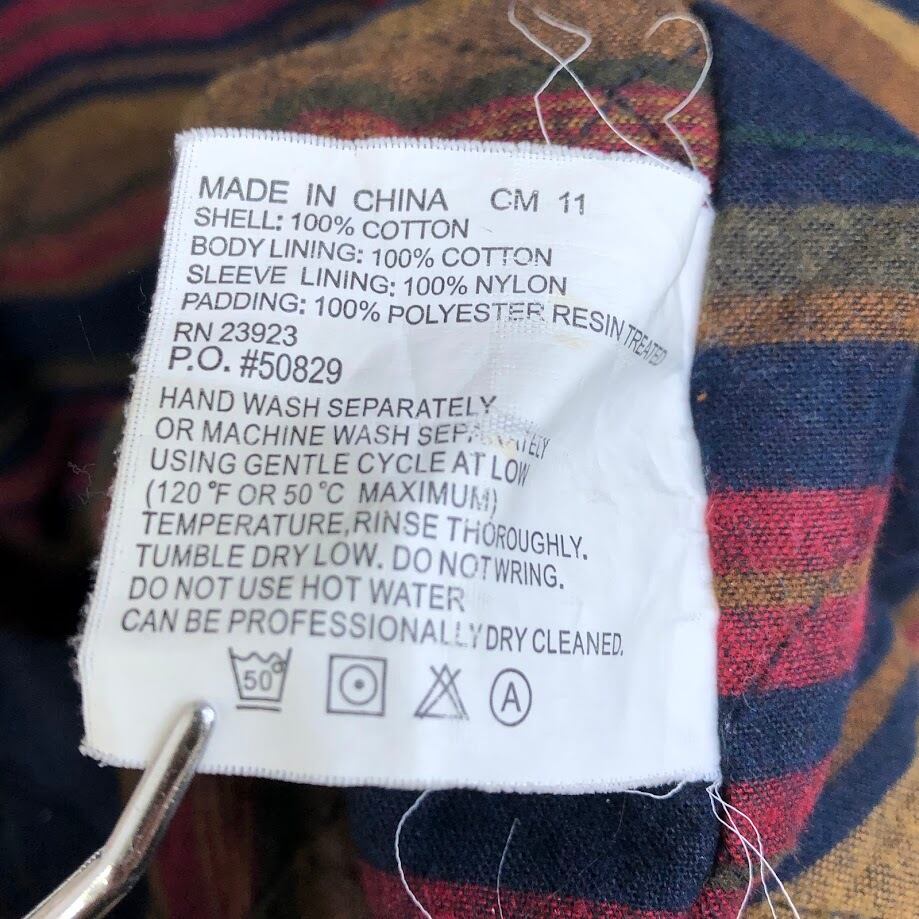 MADE IN CHINA CM 11
SHELL: 100% COTTON
BODY LINING: 100% COTTON
SLEEVE LINING: 100% NYLON
PADDING: 100% POLYESTER RESIN TREATED
RN 23923
P.O. #50829
HAND WASH SEPARATELY
OR MACHINE WASH SEPARATELY
USING GENTLE CYCLE AT LOW
(120 °F OR 50 °C MAXIMUM)
TEMPERATURE,RINSE THOROUGHLY.
TUMBLE DRY LOW. DO NOT WRING.
DO NOT USE HOT WATER
CAN BE PROFESSIONALLY DRY CLEANED.
50 A